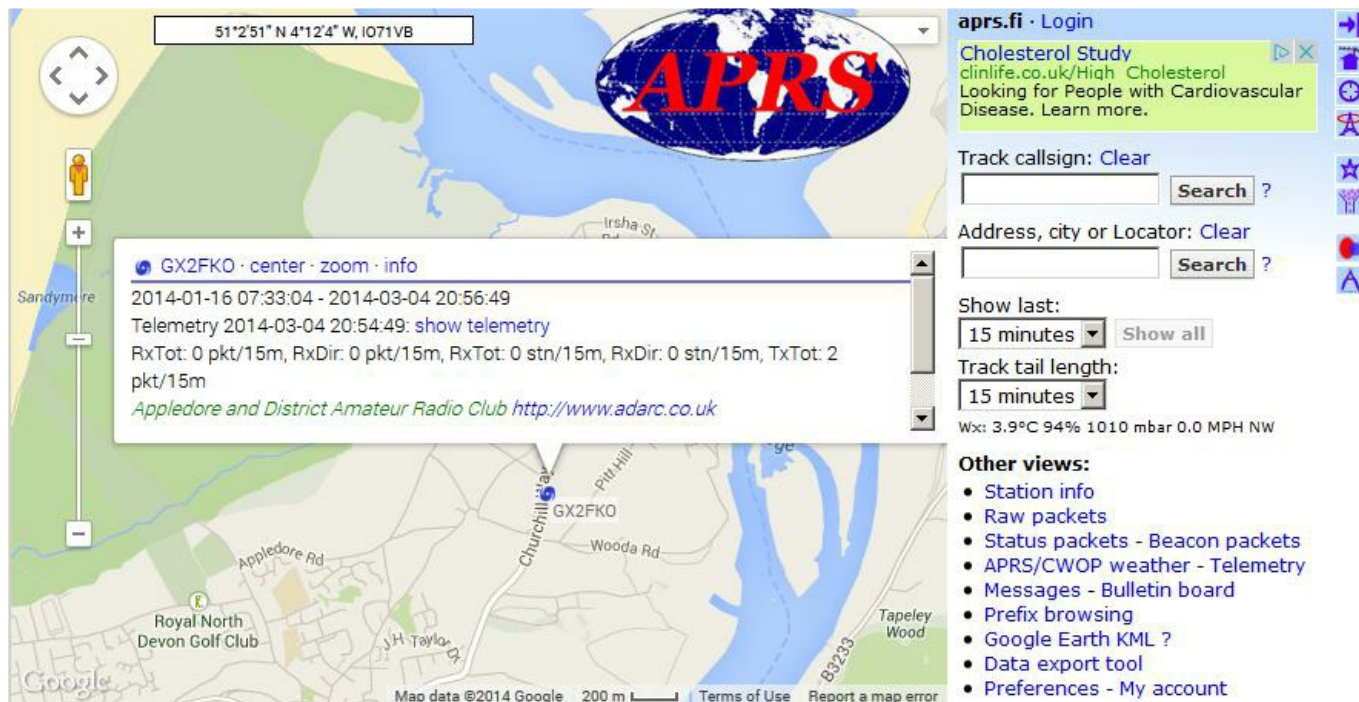 51°2'51" N 4°12'4" W, IO71VB
APRS
Irsha St
Rd
Sandymere
GX2FKO · center · zoom · info
2014-01-16 07:33:04 - 2014-03-04 20:56:49
Telemetry 2014-03-04 20:54:49: show telemetry
RxTot: 0 pkt/15m, RxDir: 0 pkt/15m, RxTot: 0 stn/15m, RxDir: 0 stn/15m, TxTot: 2
pkt/15m
Appledore and District Amateur Radio Club http://www.adarc.co.uk
Pitt Hill
Churchill Way
GX2FKO
Wooda Rd
Appledore Rd
Royal North
Devon Golf Club
J.H. Taylor Dr
Tapeley
Wood
B3233
Google
Map data ©2014 Google 200 m Terms of Use Report a map error
aprs.fi · Login
Cholesterol Study
clinlife.co.uk/High_Cholesterol
Looking for People with Cardiovascular
Disease. Learn more.
Track callsign: Clear
Search ?
Address, city or Locator: Clear
Search ?
Show last:
15 minutes Show all
Track tail length:
15 minutes
Wx: 3.9°C 94% 1010 mbar 0.0 MPH NW
Other views:
• Station info
• Raw packets
• Status packets - Beacon packets
• APRS/CWOP weather - Telemetry
• Messages - Bulletin board
• Prefix browsing
• Google Earth KML ?
• Data export tool
• Preferences - My account